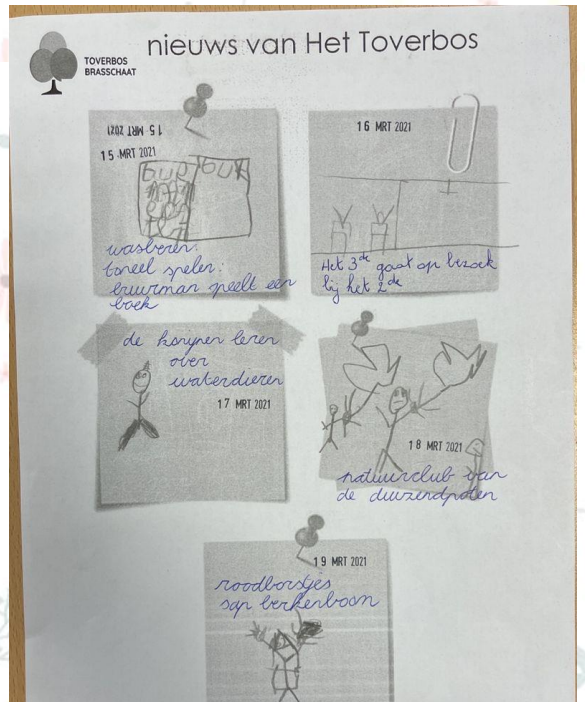 TOVERBOS
BRASSCHAAT
nieuws van Het Toverbos
15 MRT 2021
15 MRT 2021
wasberen:
toneel spelen:
buurman speelt een
boek
16 MRT 2021
Het 3de gaat op bezoek
bij het 2de
de konijnen leren
over
waterdieren
17 MRT 2021
18 MRT 2021
natuurclub van
de duizendpoten
19 MRT 2021
roodborstjes
sap berkenboom